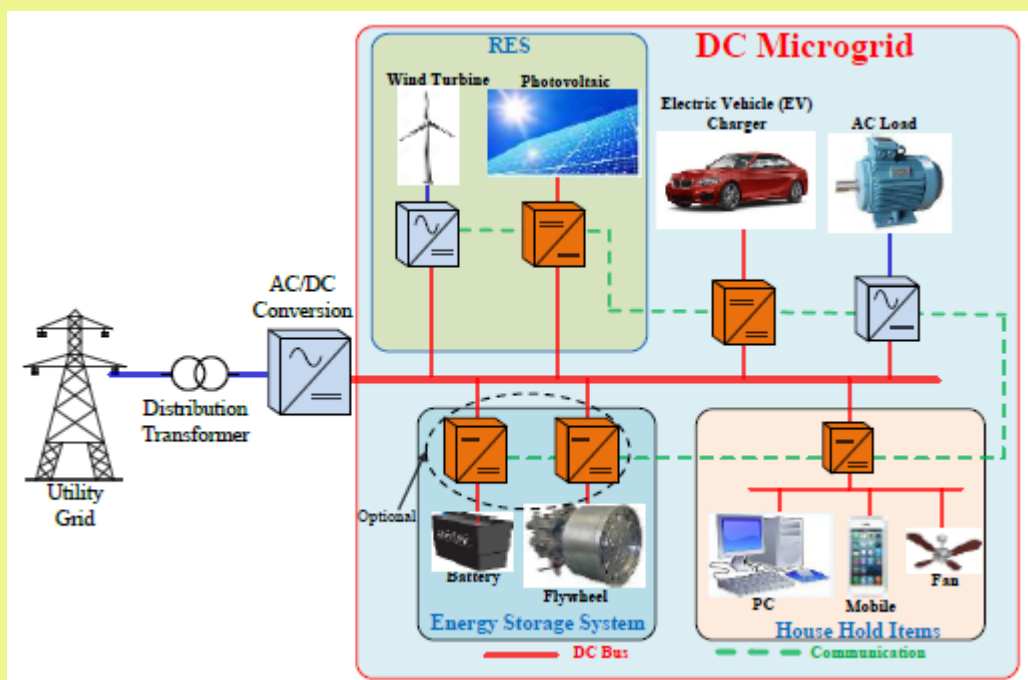 DC Microgrid
RES
Wind Turbine
Photovoltaic
Electric Vehicle (EV)
Charger
AC Load
AC/DC
Conversion
Distribution
Transformer
Utility
Grid
Optional
Battery
Flywheel
Energy Storage System
PC
Mobile
Fan
House Hold Items
DC Bus
Communication